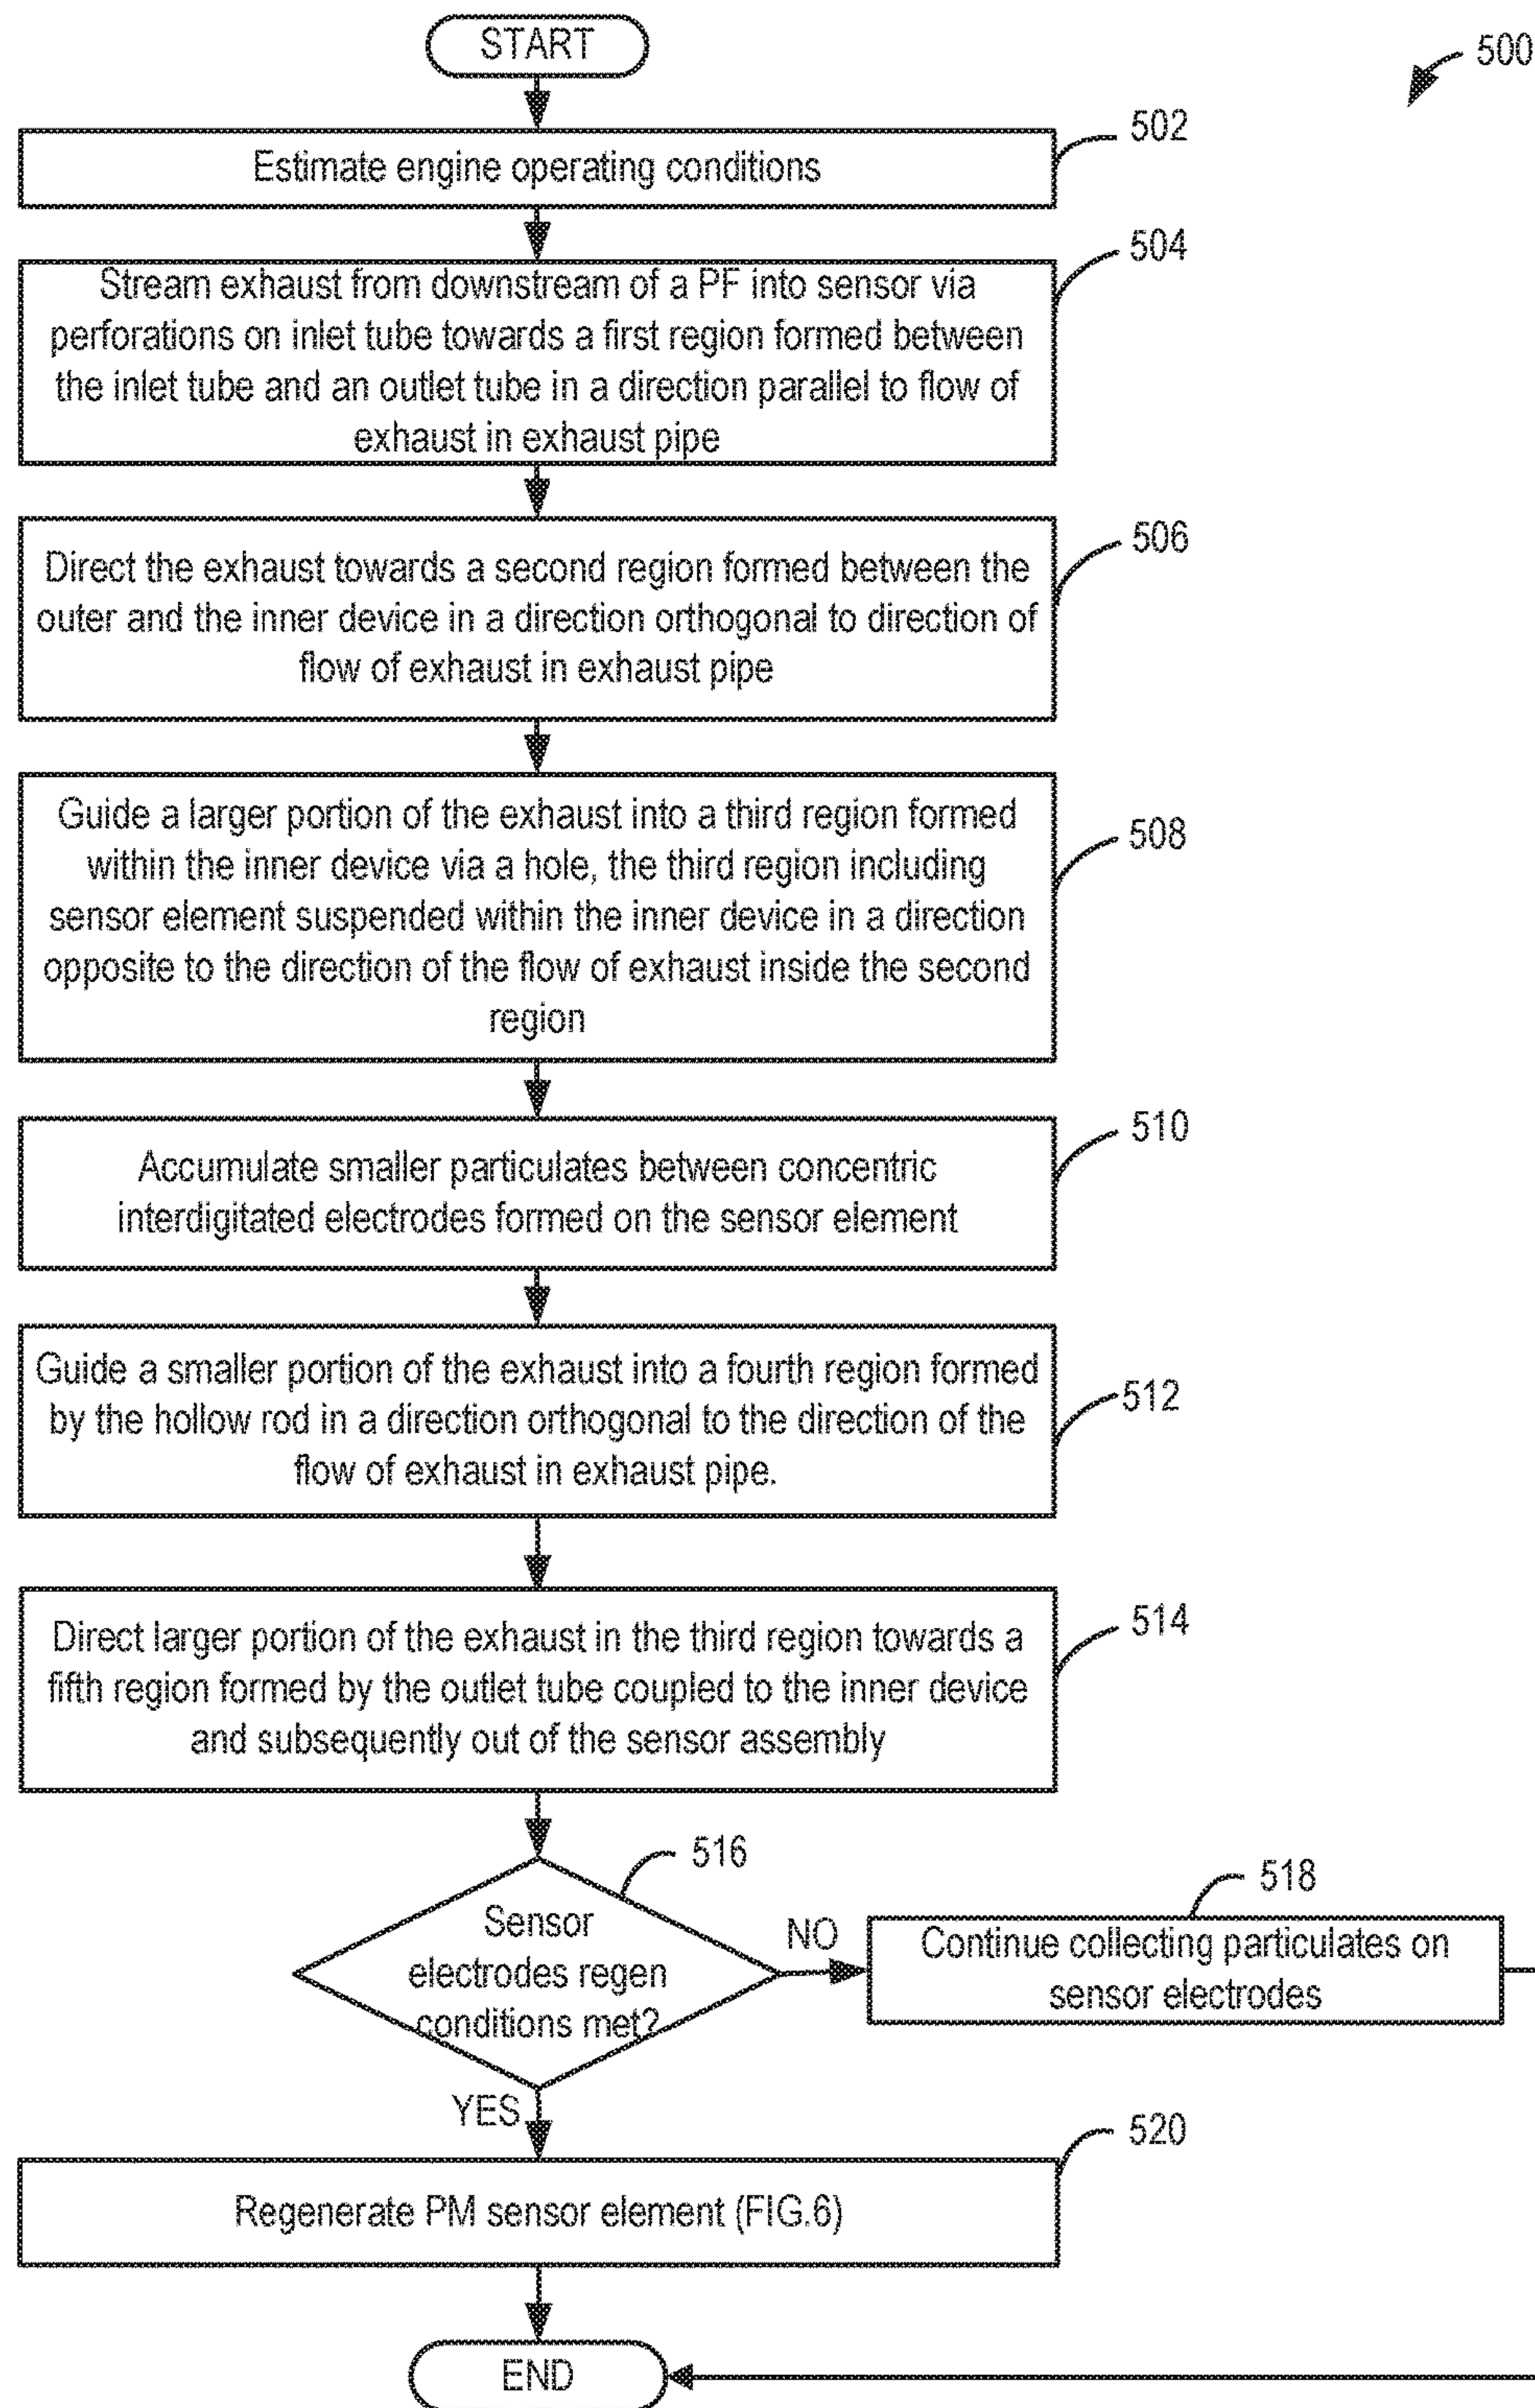 START
500
502
Estimate engine operating conditions
504
Stream exhaust from downstream of a PF into sensor via
perforations on inlet tube towards a first region formed between
the inlet tube and an outlet tube in a direction parallel to flow of
exhaust in exhaust pipe
506
Direct the exhaust towards a second region formed between the
outer and the inner device in a direction orthogonal to direction of
flow of exhaust in exhaust pipe
508
Guide a larger portion of the exhaust into a third region formed
within the inner device via a hole, the third region including
sensor element suspended within the inner device in a direction
opposite to the direction of the flow of exhaust inside the second
region
510
Accumulate smaller particulates between concentric
interdigitated electrodes formed on the sensor element
512
Guide a smaller portion of the exhaust into a fourth region formed
by the hollow rod in a direction orthogonal to the direction of the
flow of exhaust in exhaust pipe.
514
Direct larger portion of the exhaust in the third region towards a
fifth region formed by the outlet tube coupled to the inner device
and subsequently out of the sensor assembly
516
Sensor
electrodes regen
conditions met?
NO
518
Continue collecting particulates on
sensor electrodes
YES
520
Regenerate PM sensor element (FIG.6)
END